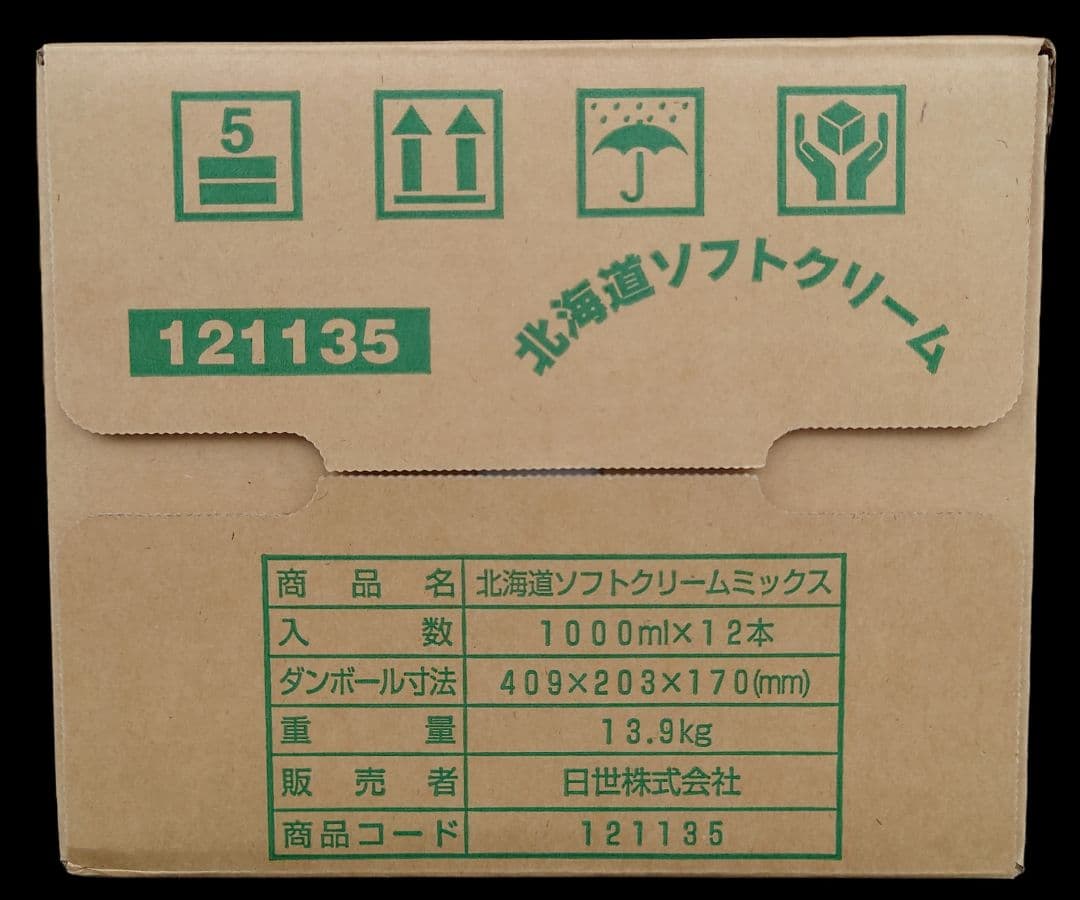 5
北海道ソフトクリーム
121135
商品名 北海道ソフトクリームミックス
入数 1000ml×12本
ダンボール寸法 409×203×170(mm)
重量 13.9kg
販売者 日世株式会社
商品コード 121135